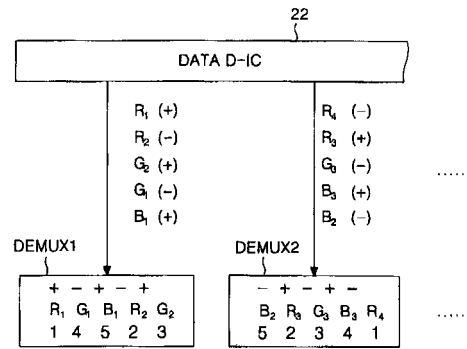 22
DATA D-IC
R₁ (+)
R₂ (−)
G₂ (+)
G₁ (−)
B₁ (+)
R₄ (−)
R₃ (+)
G₃ (−)
B₃ (+)
B₂ (−)
.....
DEMUX1
+ − + − +
R₁ G₁ B₁ R₂ G₂
1 4 5 2 3
DEMUX2
− + − + −
B₂ R₃ G₃ B₃ R₄
5 2 3 4 1
.....